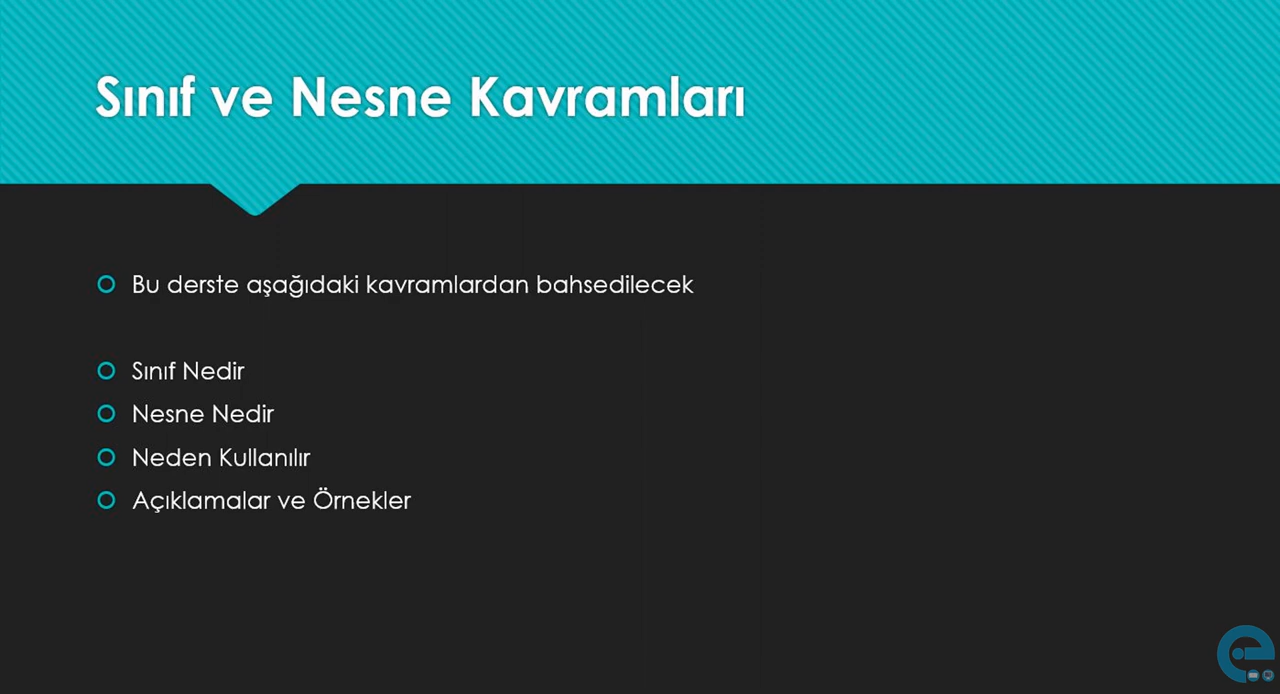 Sınıf ve Nesne Kavramları
Bu derste aşağıdaki kavramlardan bahsedilecek
Sınıf Nedir
Nesne Nedir
Neden Kullanılır
Açıklamalar ve Örnekler